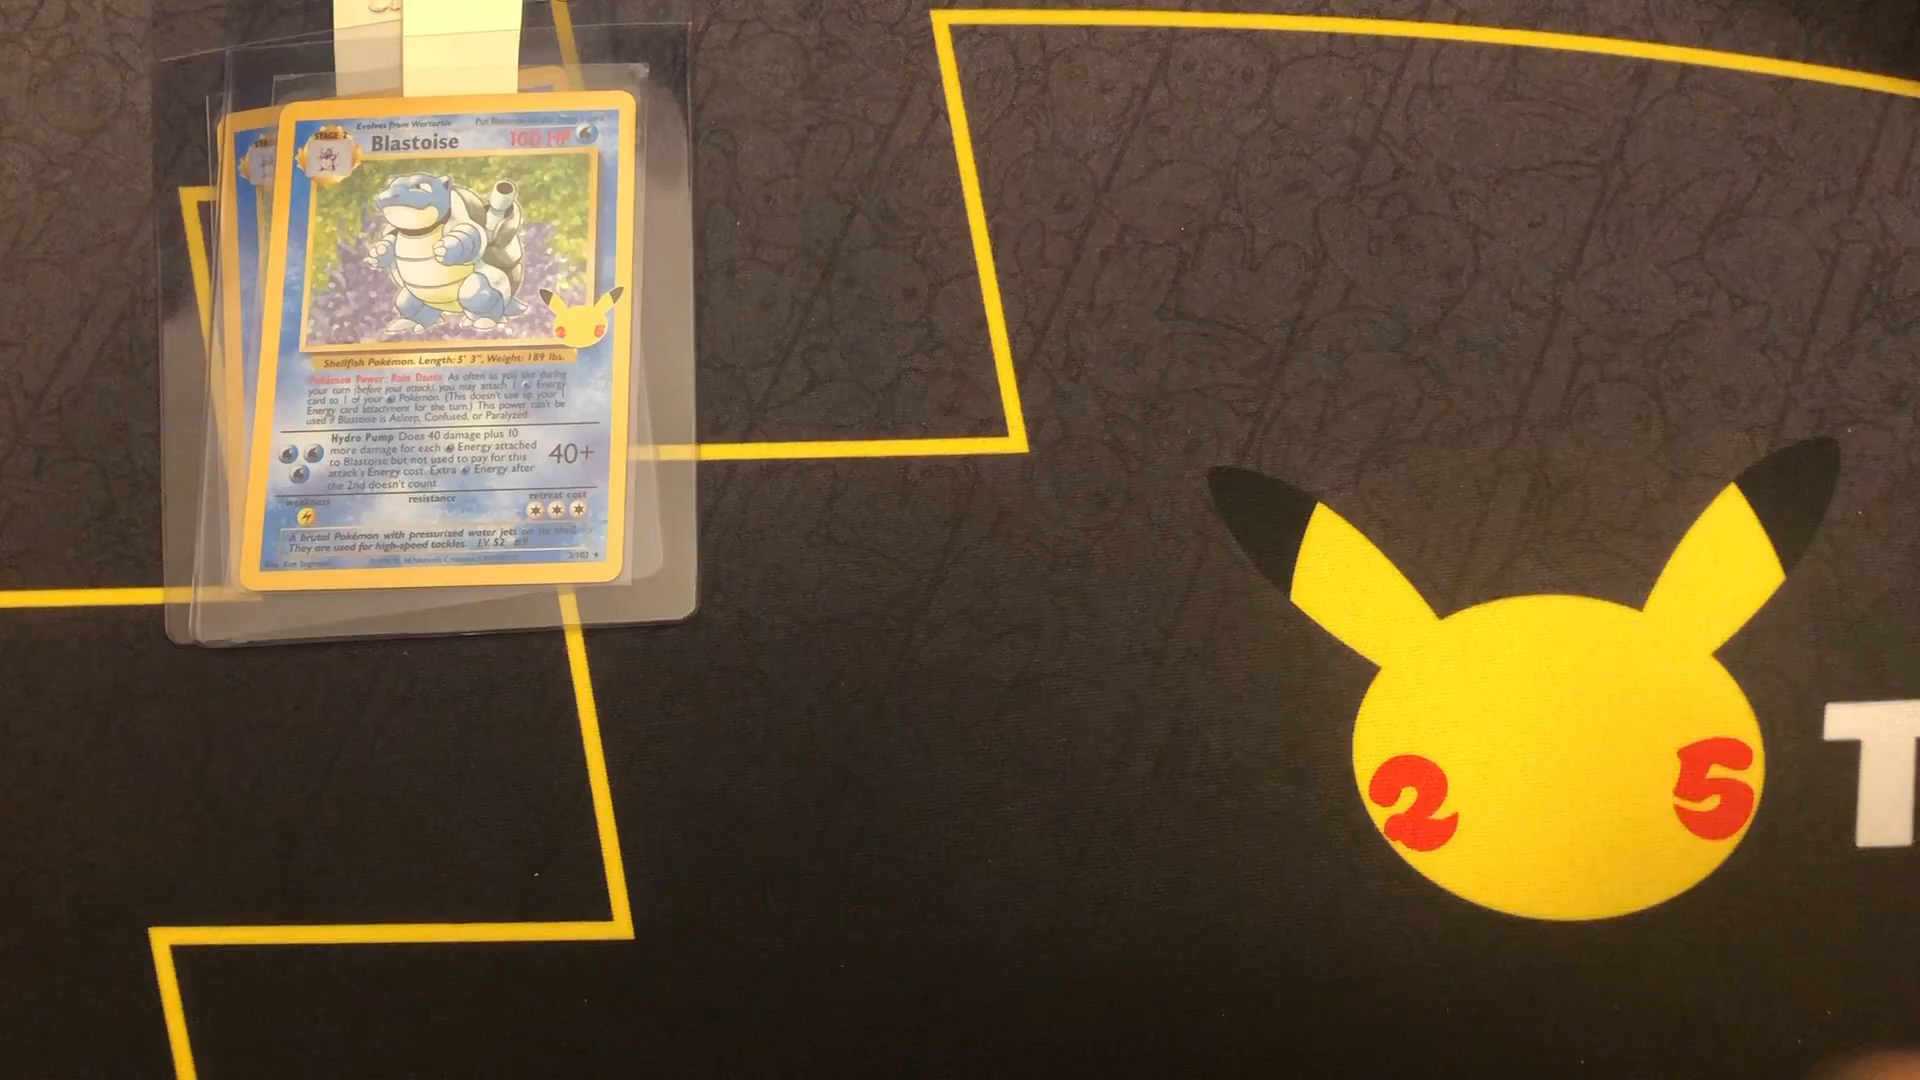 STAGE 2
Evolves from Wartortle
Blastoise
100 HP
2 5
Shellfish Pokémon. Length: 5' 3", Weight: 189 lbs.
Pokémon Power: Rain Dance As often as you like during
your turn (before your attack), you may attach 1 Energy
card to 1 of your Pokémon. (This doesn't use up your 1
Energy card attachment for the turn.) This power can't be
used if Blastoise is Asleep, Confused, or Paralyzed.
Hydro Pump Does 40 damage plus 10
more damage for each Energy attached
to Blastoise but not used to pay for this
attack's Energy cost. Extra Energy after
the 2nd doesn't count.
40+
weakness
resistance
retreat cost
A brutal Pokémon with pressurized water jets on its shell.
They are used for high-speed tackles. LV. 52 #9
2/102
2 5
T